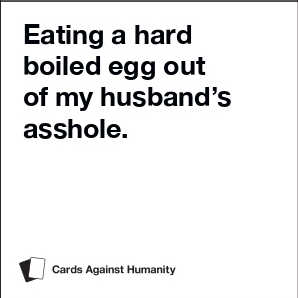 Eating a hard
boiled egg out
of my husband’s
asshole.
Cards Against Humanity